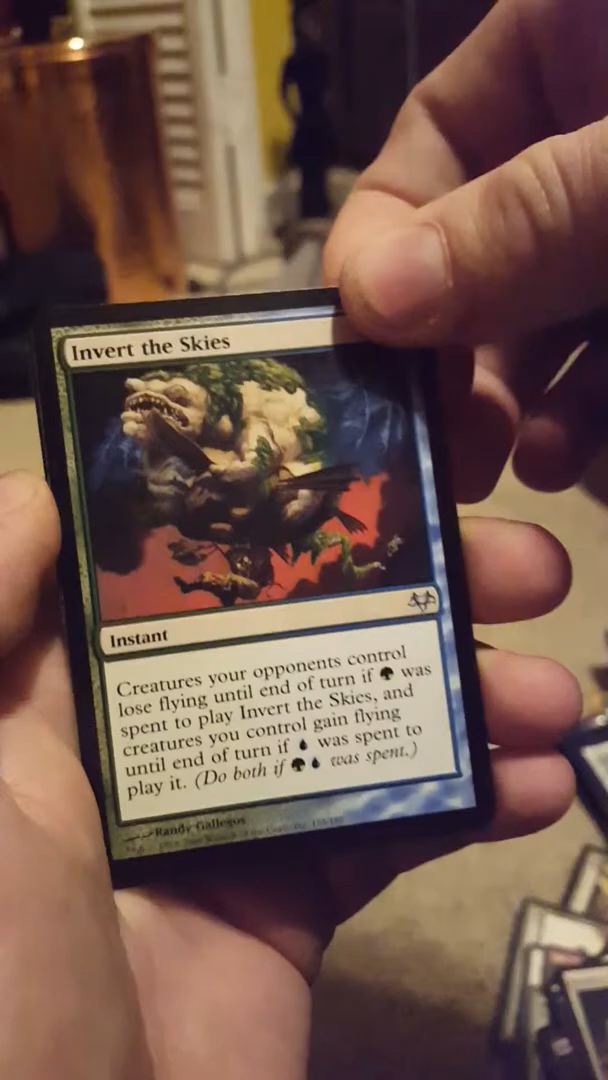 Invert the Skies
Instant
Creatures your opponents control
lose flying until end of turn if was
spent to play Invert the Skies, and
creatures you control gain flying
until end of turn if was spent to
play it. (Do both if was spent.)
Randy Gallegos